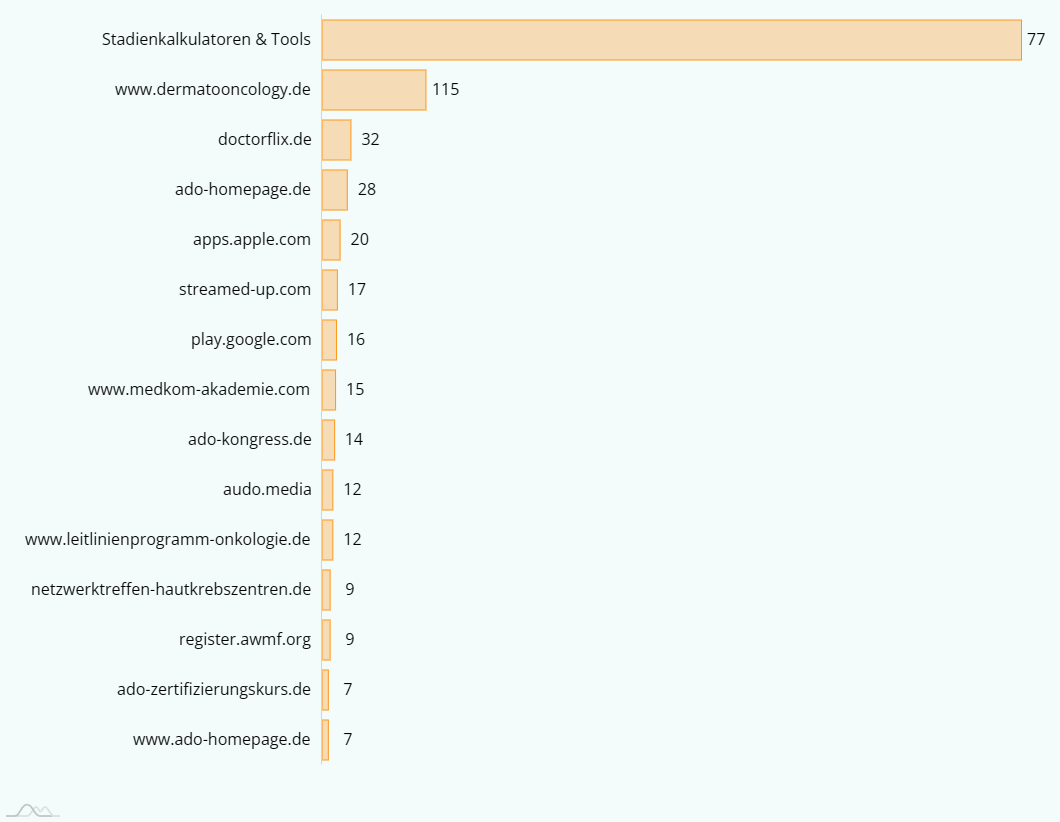 Stadienkalkulatoren & Tools 77
www.dermatooncology.de 115
doctorflix.de 32
ado-homepage.de 28
apps.apple.com 20
streamed-up.com 17
play.google.com 16
www.medkom-akademie.com 15
ado-kongress.de 14
audo.media 12
www.leitlinienprogramm-onkologie.de 12
netzwerktreffen-hautkrebszentren.de 9
register.awmf.org 9
ado-zertifizierungskurs.de 7
www.ado-homepage.de 7